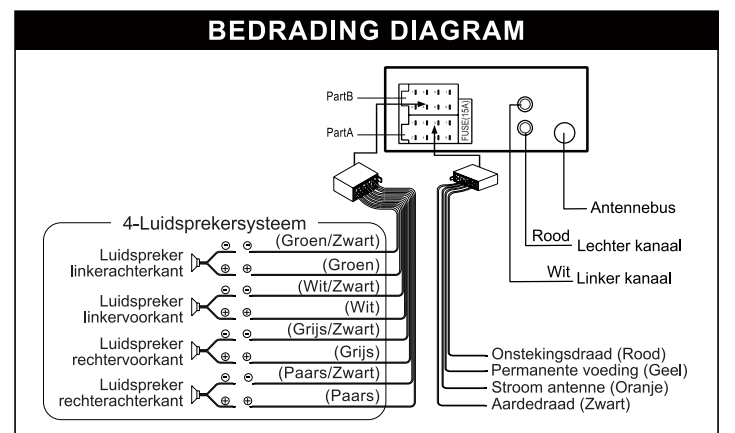 BEDRADING DIAGRAM
PartB
PartA
FUSE(15A)
Antennebus
Rood
Lechter kanaal
Wit
Linker kanaal
4-Luidsprekersysteem
Luidspreker
linkerachterkant
(Groen/Zwart)
(Groen)
Luidspreker
linkervoorkant
(Wit/Zwart)
(Wit)
Luidspreker
rechtervoorkant
(Grijs/Zwart)
(Grijs)
Luidspreker
rechterachterkant
(Paars/Zwart)
(Paars)
Onstekingsdraad (Rood)
Permanente voeding (Geel)
Stroom antenne (Oranje)
Aardedraad (Zwart)